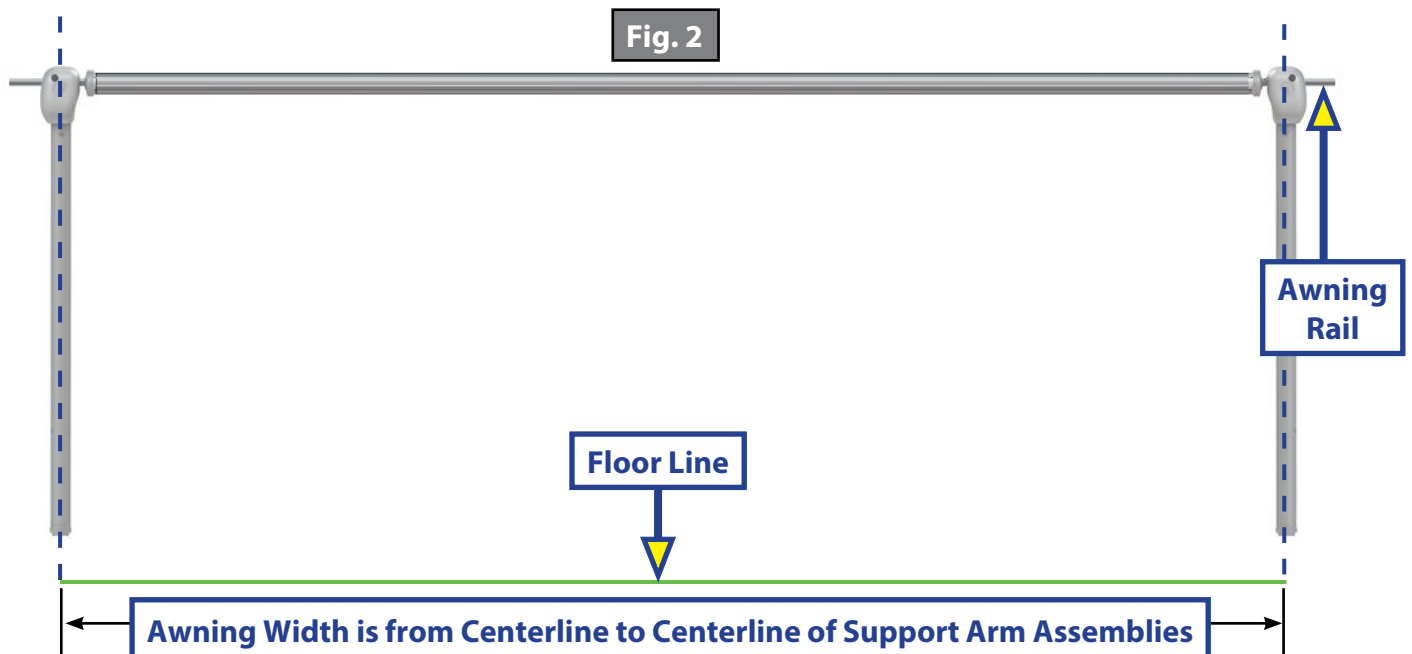 Fig. 2
Awning
Rail
Floor Line
Awning Width is from Centerline to Centerline of Support Arm Assemblies